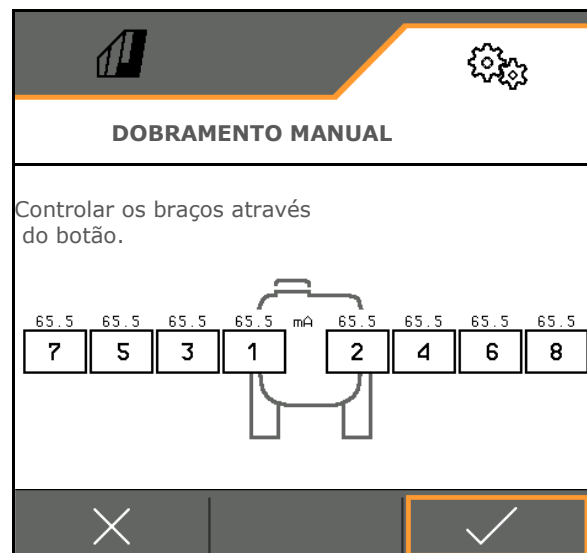 DOBRAMENTO MANUAL
Controlar os braços através
do botão.
65.5 65.5 65.5 65.5 mA 65.5 65.5 65.5 65.5
7 5 3 1 2 4 6 8